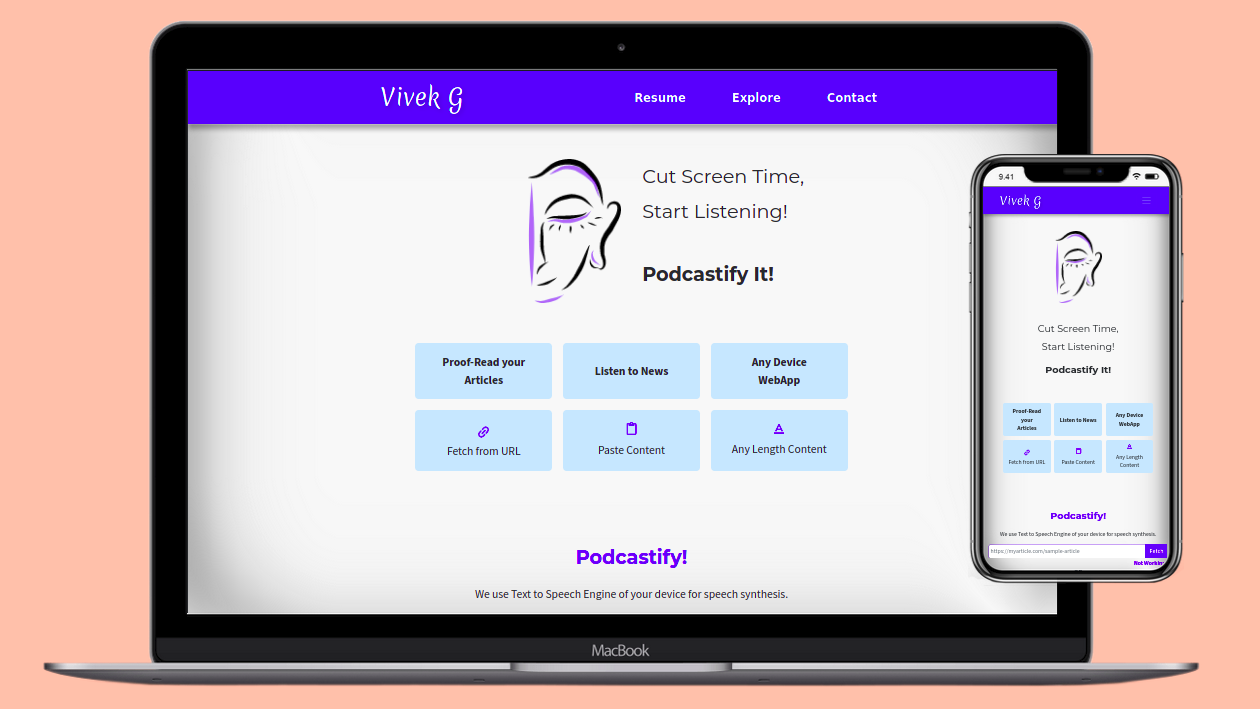 Vivek G
Resume Explore Contact
Cut Screen Time,
Start Listening!
Podcastify It!
Proof-Read your
Articles
Listen to News
Any Device
WebApp
Fetch from URL
Paste Content
Any Length Content
Podcastify!
We use Text to Speech Engine of your device for speech synthesis.
MacBook
9.41
Vivek G
Cut Screen Time,
Start Listening!
Podcastify It!
Proof-Read
your
Articles
Listen to News
Any Device
WebApp
Fetch from URL
Paste Content
Any Length
Content
Podcastify!
We use Text to Speech Engine of your device for speech synthesis.
https://myarticle.com/sample-article
Fetch
Not Workin